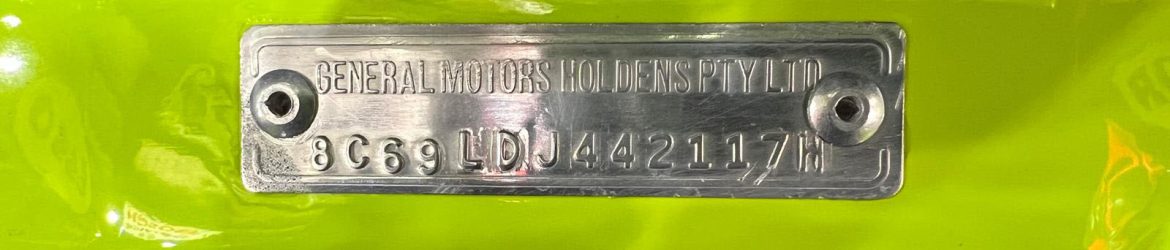 GENERAL MOTORS HOLDENS PTY LTD
8C69LDJ442117H